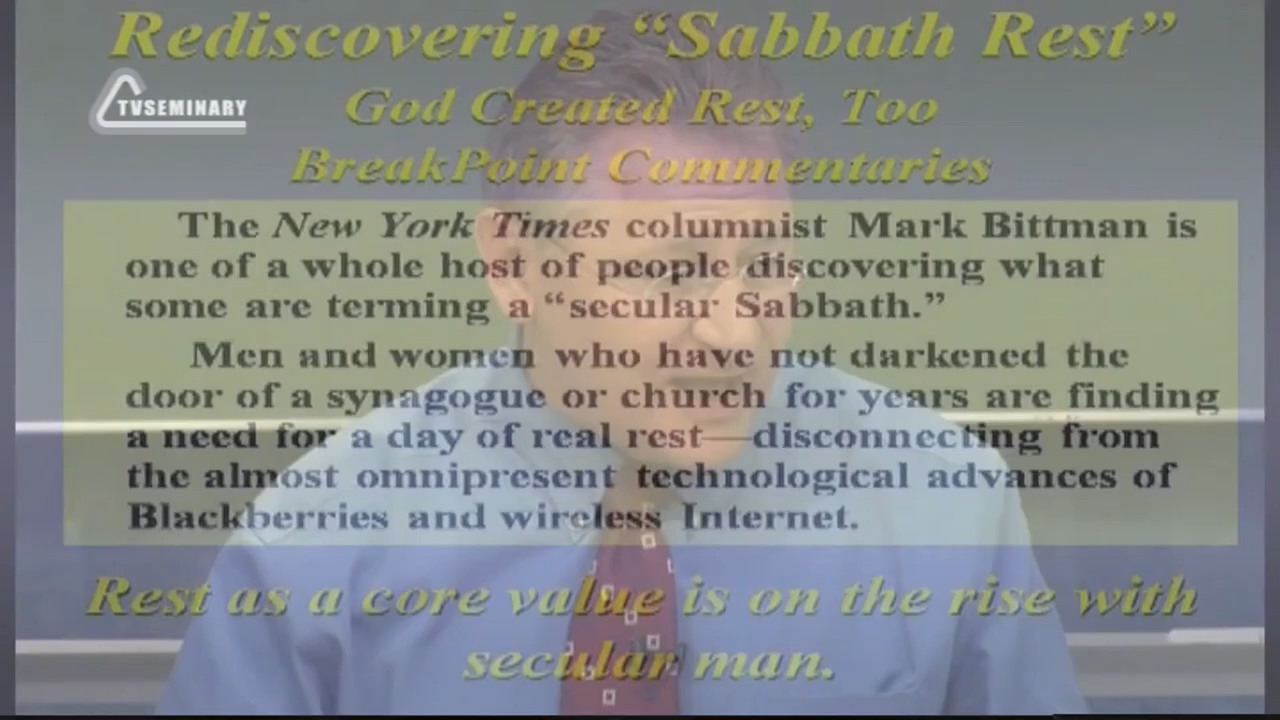 Rediscovering “Sabbath Rest”
TVSEMINARY
God Created Rest, Too
BreakPoint Commentaries
The New York Times columnist Mark Bittman is
one of a whole host of people discovering what
some are terming a “secular Sabbath.”
Men and women who have not darkened the
door of a synagogue or church for years are finding
a need for a day of real rest—disconnecting from
the almost omnipresent technological advances of
Blackberries and wireless Internet.
Rest as a core value is on the rise with
secular man.